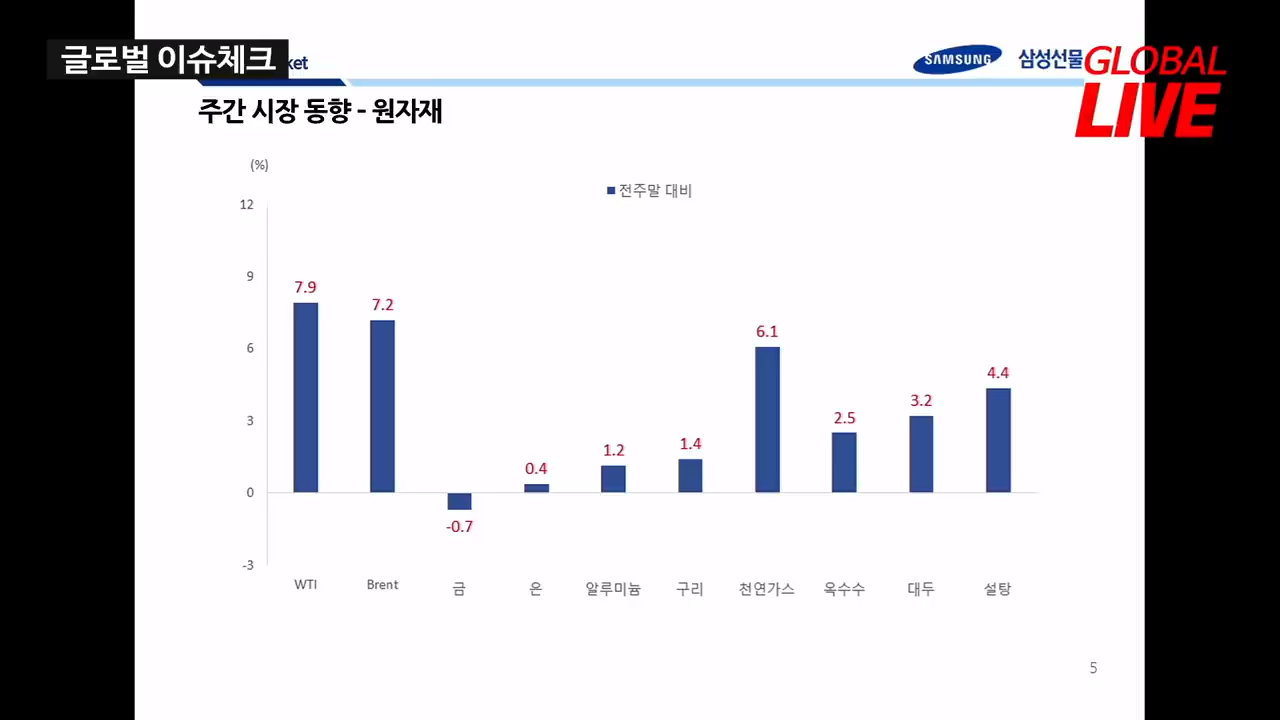 글로벌 이슈체크
ket
SAMSUNG 삼성선물
GLOBAL
LIVE
주간 시장 동향 - 원자재
(%)
전주말 대비
12
9
6
3
0
-3
7.9
7.2
-0.7
0.4
1.2
1.4
6.1
2.5
3.2
4.4
WTI Brent 금 은 알루미늄 구리 천연가스 옥수수 대두 설탕
5